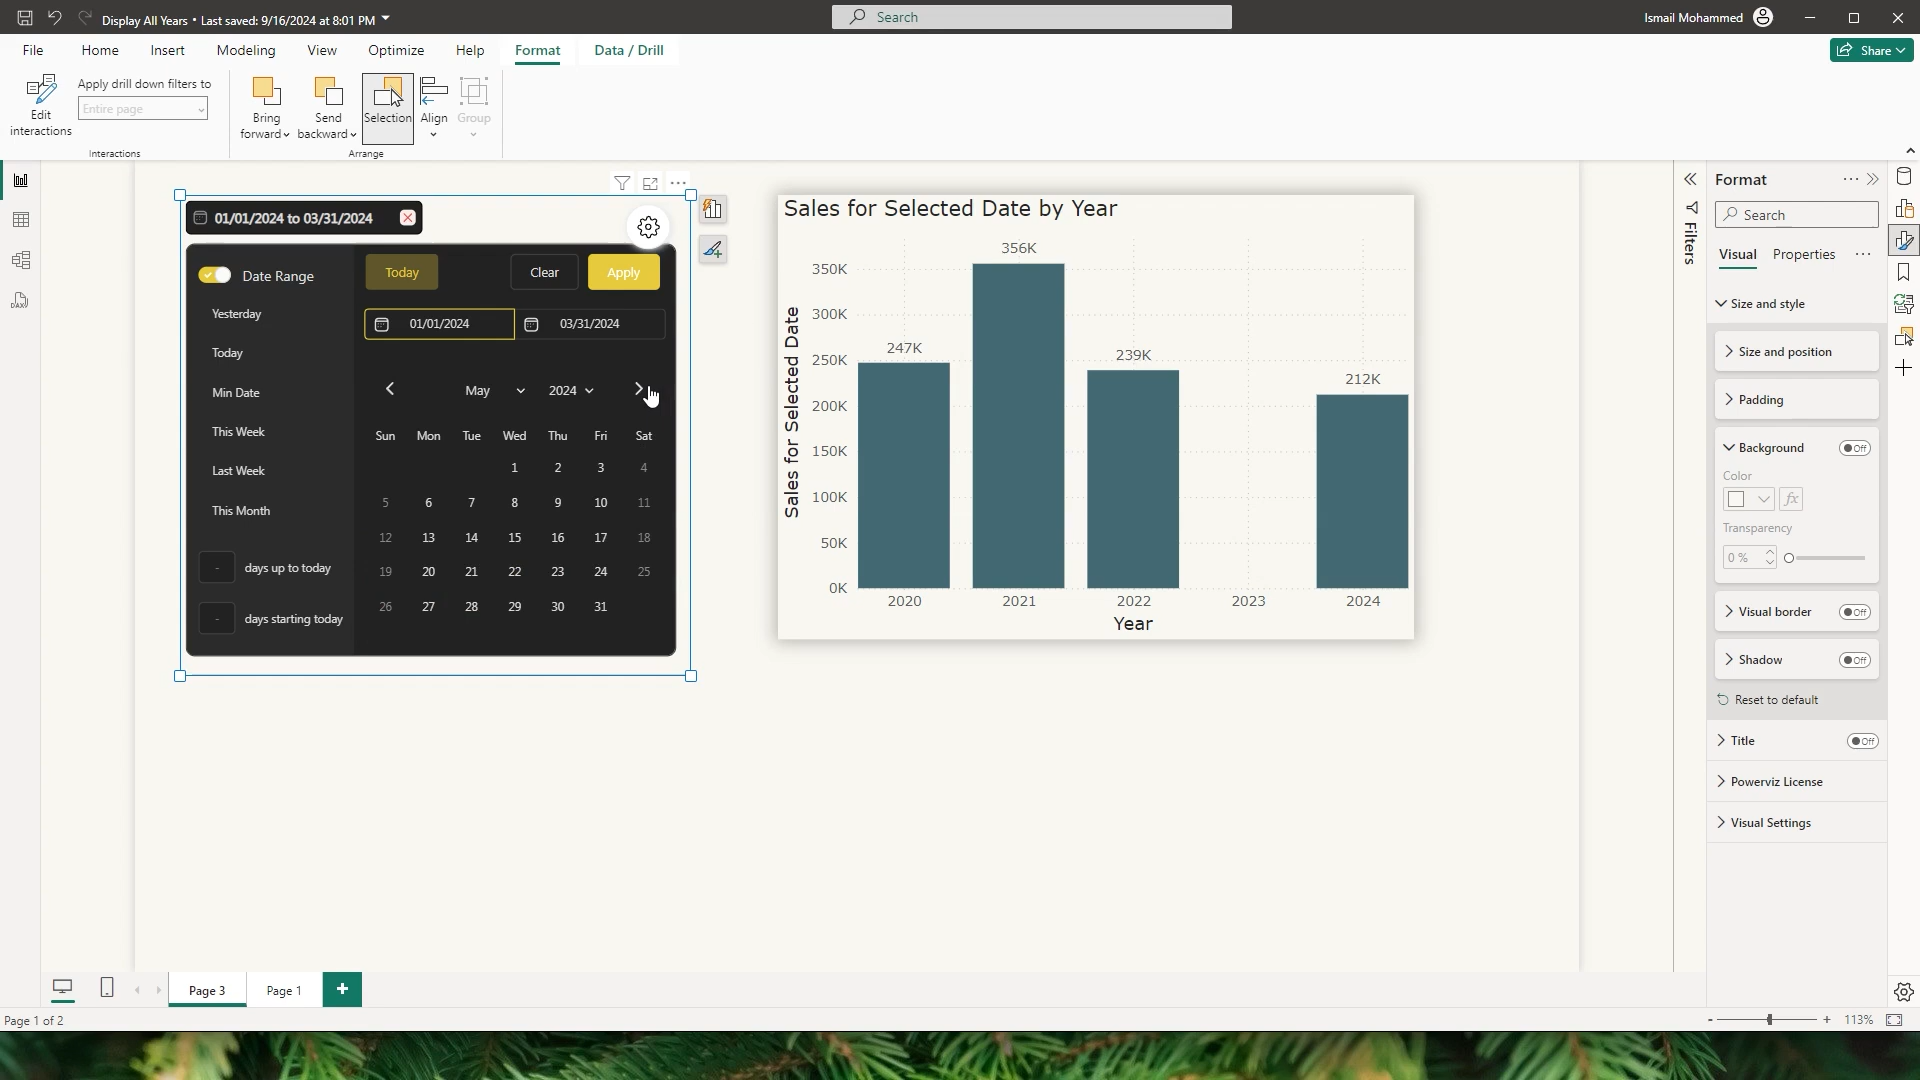 Display All Years • Last saved: 9/16/2024 at 8:01 PM
Search
Ismail Mohammed
File
Home
Insert
Modeling
View
Optimize
Help
Format
Data / Drill
Share
Edit
interactions
Apply drill down filters to
Entire page
Interactions
Bring
forward
Send
backward
Selection
Align
Group
Arrange
01/01/2024 to 03/31/2024
Date Range
Yesterday
Today
Min Date
This Week
Last Week
This Month
- days up to today
- days starting today
Today
Clear
Apply
01/01/2024
03/31/2024
May
2024
Sun Mon Tue Wed Thu Fri Sat
1 2 3 4
5 6 7 8 9 10 11
12 13 14 15 16 17 18
19 20 21 22 23 24 25
26 27 28 29 30 31
Sales for Selected Date by Year
Sales for Selected Date
350K
300K
250K
200K
150K
100K
50K
0K
247K
356K
239K
212K
2020 2021 2022 2023 2024
Year
Filters
Format
Search
Visual
Properties
Size and style
Size and position
Padding
Background
Off
Color
fx
Transparency
0 %
Visual border
Off
Shadow
Off
Reset to default
Title
Off
Powerviz License
Visual Settings
DAX
Page 3
Page 1
+
Page 1 of 2
- + 113%